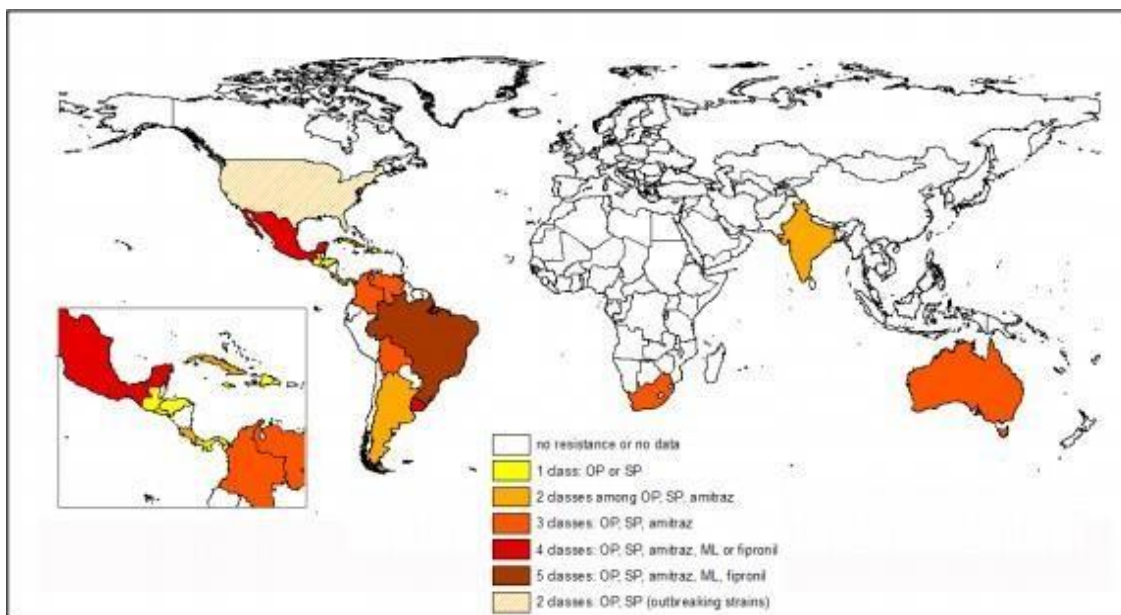 no resistance or no data
1 class: OP or SP
2 classes among OP, SP, amitraz
3 classes: OP, SP, amitraz
4 classes: OP, SP, amitraz, ML or fipronil
5 classes: OP, SP, amitraz, ML, fipronil
2 classes: OP, SP (outbreaking strains)